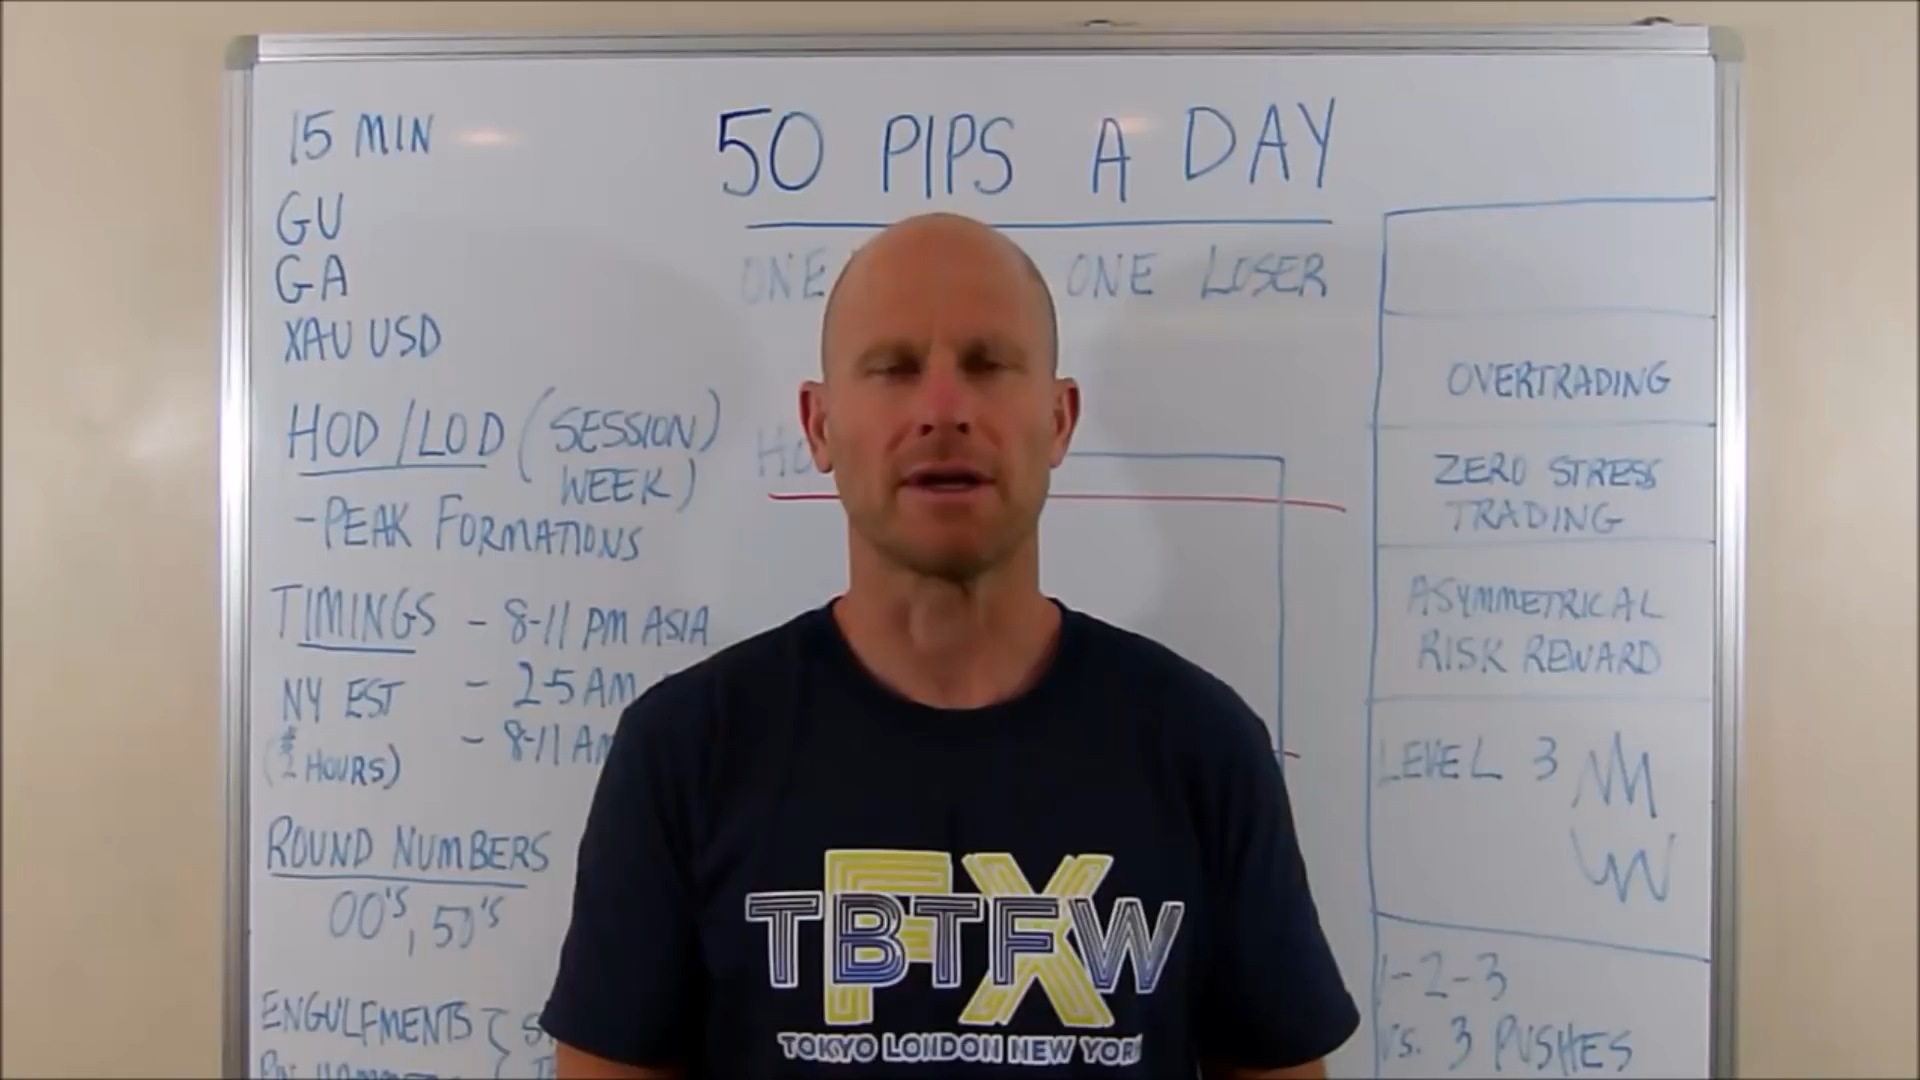 50 PIPS A DAY
ONE ONE LOSER
15 MIN
GU
GA
XAU USD
HOD/LOD (SESSION)
WEEK)
-PEAK FORMATIONS
TIMINGS - 8-11 PM ASIA
NY EST - 2-5 AM
- 8-11 AM
HOURS)
ROUND NUMBERS
00'S, 50'S
ENGULFMENTS
OVERTRADING
ZERO STRESS
TRADING
ASYMMETRICAL
RISK REWARD
LEVEL 3
1-2-3
VS. 3 PUSHES
FX
TBTFW
TOKYO LONDON NEW YORK